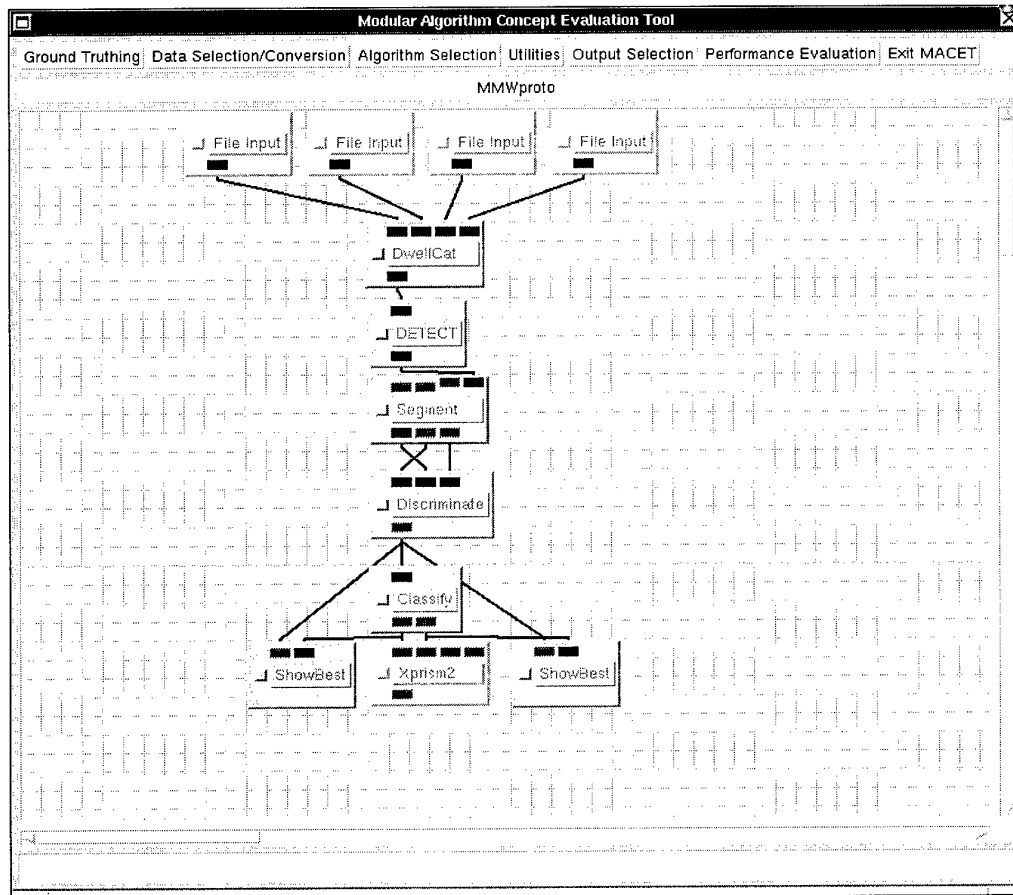 Modular Algorithm Concept Evaluation Tool
Ground Truthing Data Selection/Conversion Algorithm Selection Utilities Output Selection Performance Evaluation Exit MACET
MMWproto
File Input File Input File Input File Input
DwellCat
DETECT
Segment
Discriminate
Classify
ShowBest Xprism2 ShowBest